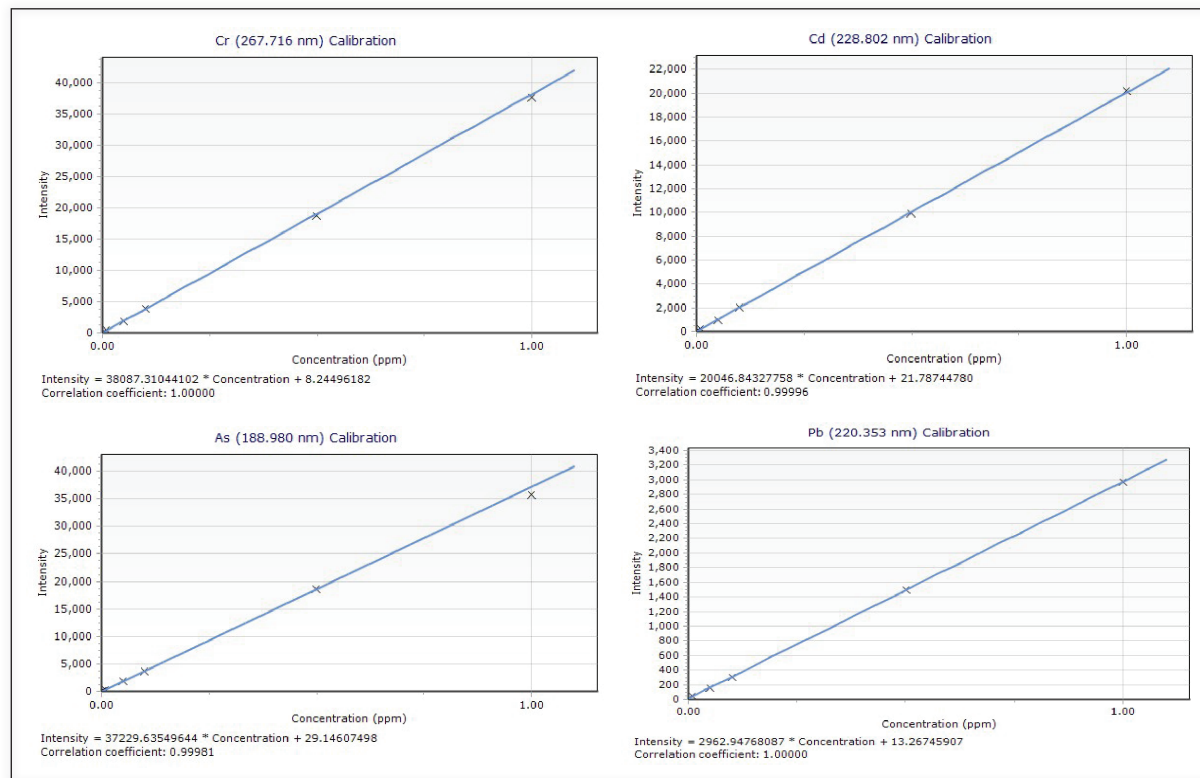 Cr (267.716 nm) Calibration
40,000
35,000
30,000
25,000
20,000
15,000
10,000
5,000
0
Intensity
0.00 1.00
Concentration (ppm)
Intensity = 38087.31044102 * Concentration + 8.24496182
Correlation coefficient: 1.00000
Cd (228.802 nm) Calibration
22,000
20,000
18,000
16,000
14,000
12,000
10,000
8,000
6,000
4,000
2,000
0
Intensity
0.00 1.00
Concentration (ppm)
Intensity = 20046.84327758 * Concentration + 21.78744780
Correlation coefficient: 0.99996
As (188.980 nm) Calibration
40,000
35,000
30,000
25,000
20,000
15,000
10,000
5,000
0
Intensity
0.00 1.00
Concentration (ppm)
Intensity = 37229.63549644 * Concentration + 29.14607498
Correlation coefficient: 0.99981
Pb (220.353 nm) Calibration
3,400
3,200
3,000
2,800
2,600
2,400
2,200
2,000
1,800
1,600
1,400
1,200
1,000
800
600
400
200
0
Intensity
0.00 1.00
Concentration (ppm)
Intensity = 2962.94768087 * Concentration + 13.26745907
Correlation coefficient: 1.00000